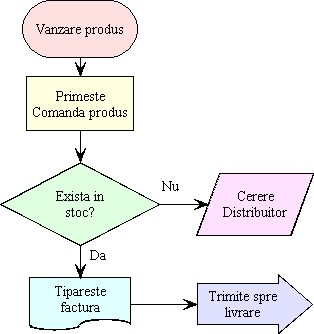 Vanzare produs
Primeste
Comanda produs
Exista in
stoc?
Nu
Cerere
Distribuitor
Da
Tipareste
factura
Trimite spre
livrare